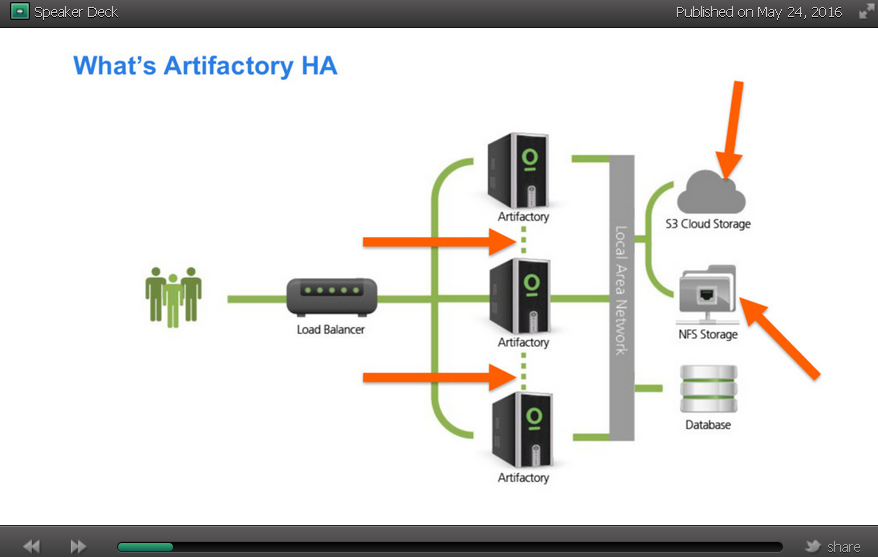 Speaker Deck
Published on May 24, 2016
What's Artifactory HA
Artifactory
S3 Cloud Storage
Local Area Network
Load Balancer
Artifactory
NFS Storage
Database
Artifactory
share